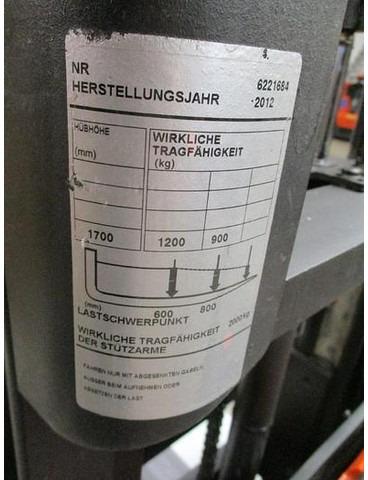 NR 6221684
HERSTELLUNGSJAHR 2012
HUBHÖHE
(mm)
WIRKLICHE
TRAGFÄHIGKEIT
(kg)
1700 1200 900
(mm) 600 800
LASTSCHWERPUNKT
WIRKLICHE TRAGFÄHIGKEIT 2000 kg
DER STÜTZARME
FAHREN NUR MIT ABGESENKTEN GABELN,
AUSSER BEIM AUFNEHMEN ODER
ABSETZEN DER LAST